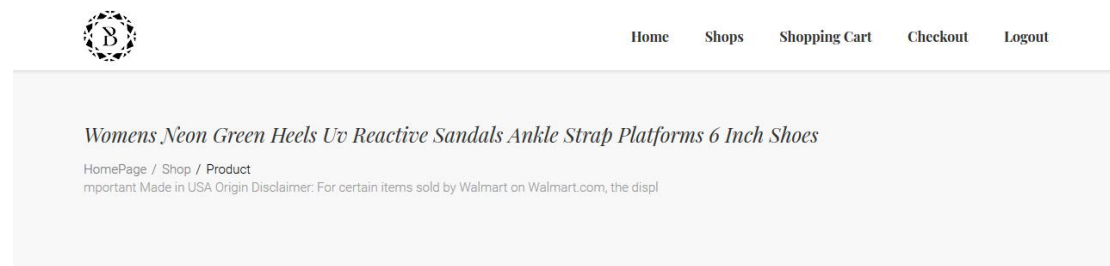 B
Home Shops Shopping Cart Checkout Logout
Womens Neon Green Heels Uv Reactive Sandals Ankle Strap Platforms 6 Inch Shoes
HomePage / Shop / Product
mportant Made in USA Origin Disclaimer: For certain items sold by Walmart on Walmart.com, the displ